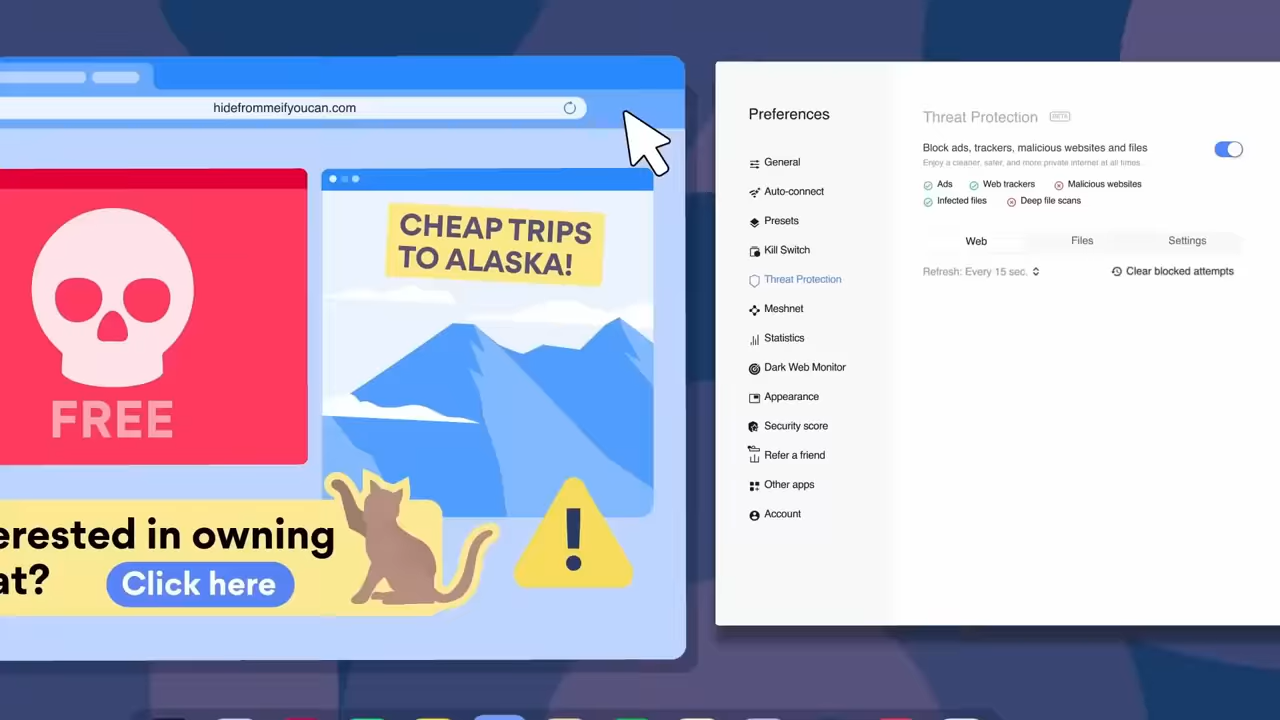 hidefrommeifyoucan.com
FREE
CHEAP TRIPS
TO ALASKA!
erested in owning
at?
Click here
Preferences
General
Auto-connect
Presets
Kill Switch
Threat Protection
Meshnet
Statistics
Dark Web Monitor
Appearance
Security score
Refer a friend
Other apps
Account
Threat Protection BETA
Block ads, trackers, malicious websites and files
Enjoy a cleaner, safer, and more private internet at all times.
Ads Web trackers Malicious websites
Infected files Deep file scans
Web Files Settings
Refresh: Every 15 sec. Clear blocked attempts